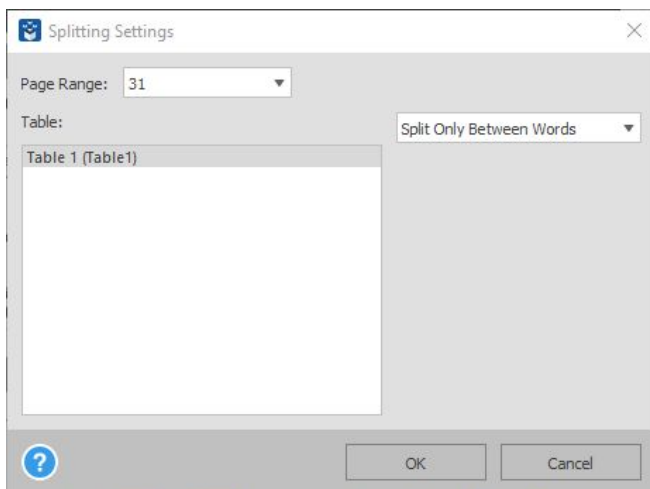 Splitting Settings
Page Range: 31
Table:
Split Only Between Words
Table 1 (Table1)
?
OK Cancel